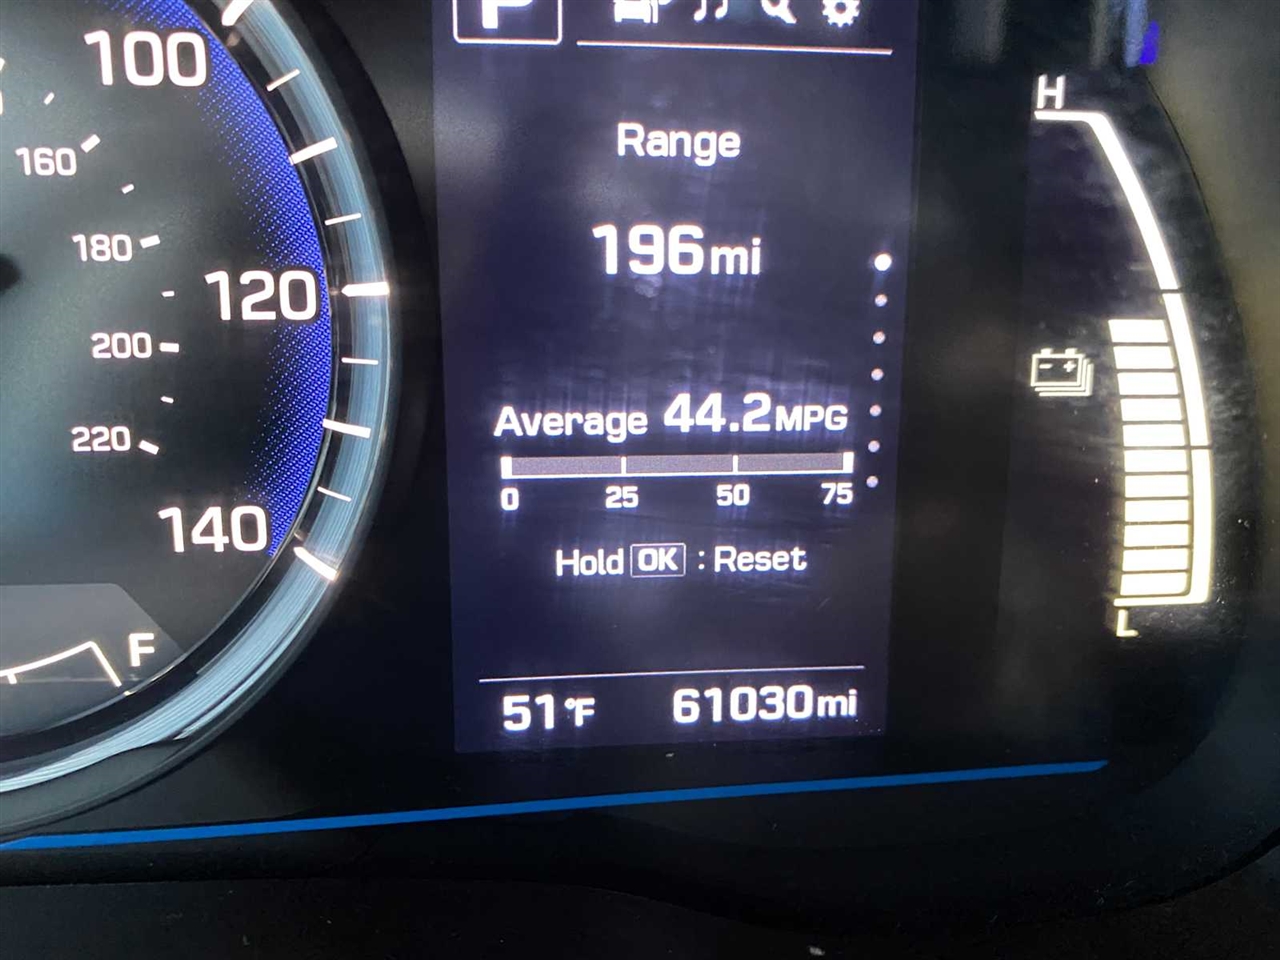 P
100
160
180
120
200
220
140
F
Range
196mi
Average 44.2MPG
0 25 50 75
Hold OK : Reset
51°F 61030mi
H
- +
L